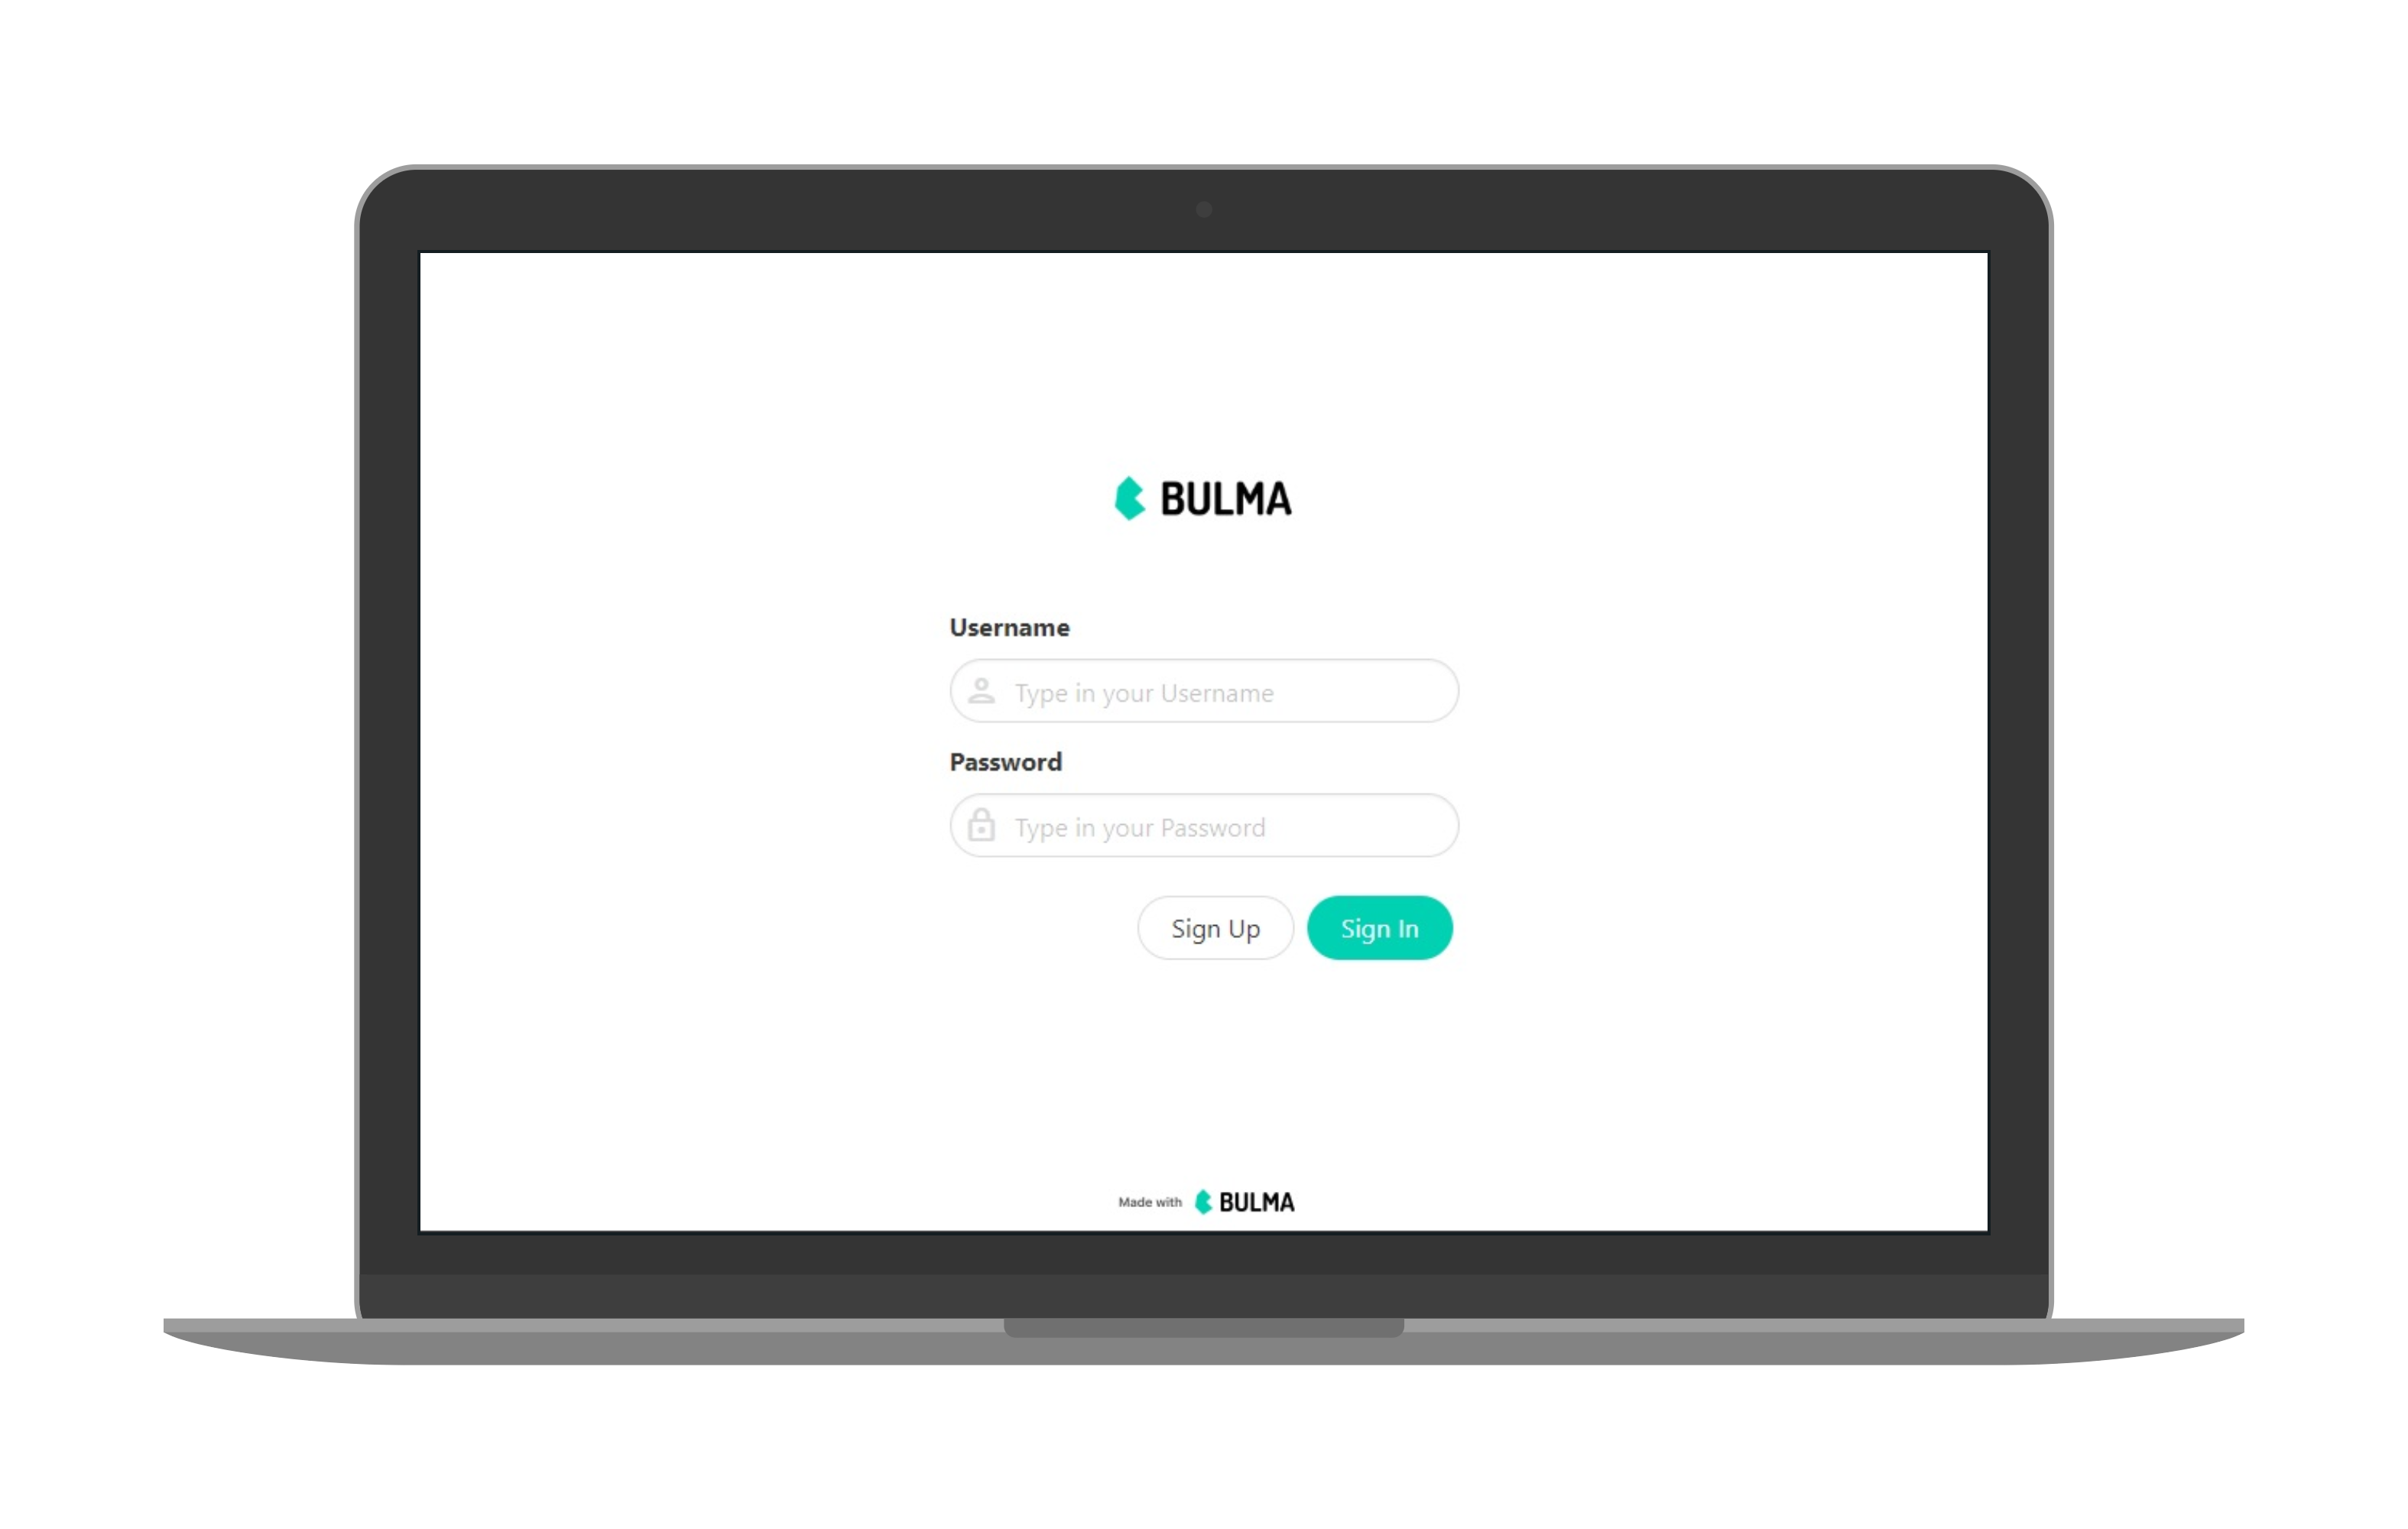 BULMA
Username
Type in your Username
Password
Type in your Password
Sign Up Sign In
Made with BULMA